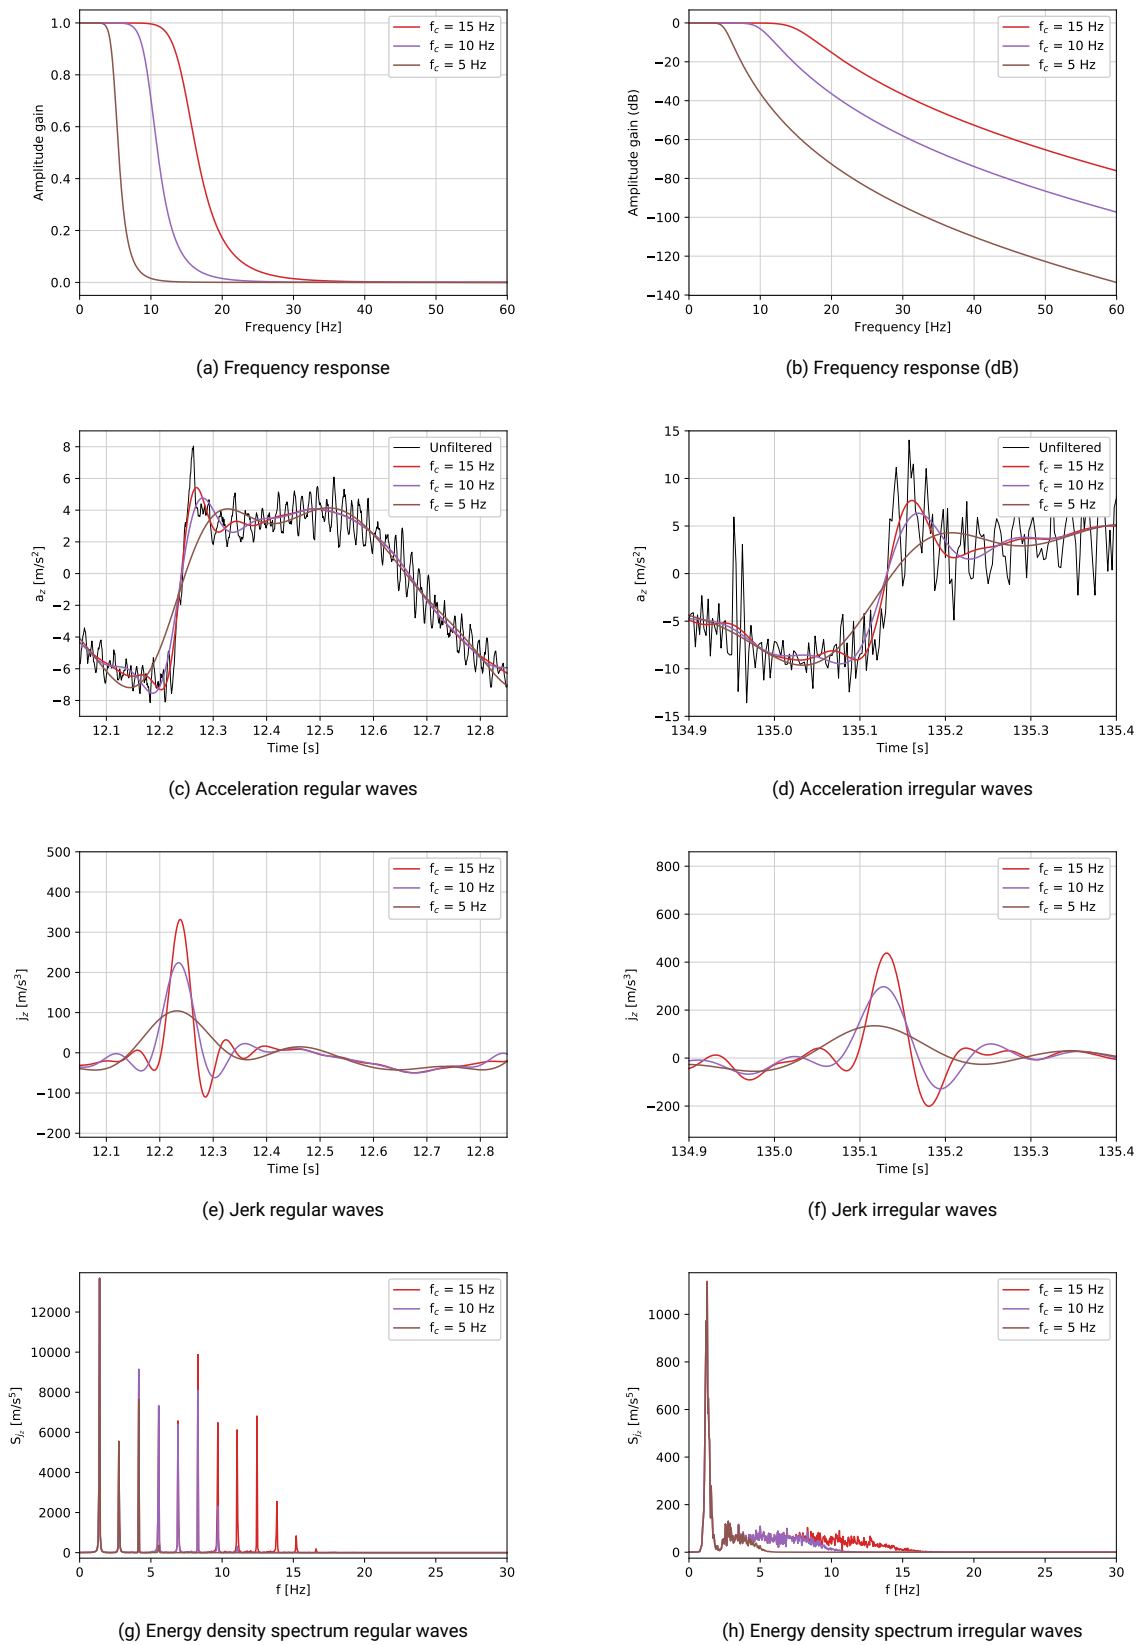 1.0
0.8
0.6
0.4
0.2
0.0
0 10 20 30 40 50 60
Amplitude gain
Frequency [Hz]
f_c = 15 Hz
f_c = 10 Hz
f_c = 5 Hz
(a) Frequency response
0
−20
−40
−60
−80
−100
−120
−140
0 10 20 30 40 50 60
Amplitude gain (dB)
Frequency [Hz]
f_c = 15 Hz
f_c = 10 Hz
f_c = 5 Hz
(b) Frequency response (dB)
8
6
4
2
0
−2
−4
−6
−8
12.1 12.2 12.3 12.4 12.5 12.6 12.7 12.8
a_z [m/s²]
Time [s]
Unfiltered
f_c = 15 Hz
f_c = 10 Hz
f_c = 5 Hz
(c) Acceleration regular waves
15
10
5
0
−5
−10
−15
134.9 135.0 135.1 135.2 135.3 135.4
a_z [m/s²]
Time [s]
Unfiltered
f_c = 15 Hz
f_c = 10 Hz
f_c = 5 Hz
(d) Acceleration irregular waves
500
400
300
200
100
0
−100
−200
12.1 12.2 12.3 12.4 12.5 12.6 12.7 12.8
j_z [m/s³]
Time [s]
f_c = 15 Hz
f_c = 10 Hz
f_c = 5 Hz
(e) Jerk regular waves
800
600
400
200
0
−200
134.9 135.0 135.1 135.2 135.3 135.4
j_z [m/s³]
Time [s]
f_c = 15 Hz
f_c = 10 Hz
f_c = 5 Hz
(f) Jerk irregular waves
12000
10000
8000
6000
4000
2000
0
0 5 10 15 20 25 30
S_j_z [m/s⁵]
f [Hz]
f_c = 15 Hz
f_c = 10 Hz
f_c = 5 Hz
(g) Energy density spectrum regular waves
1000
800
600
400
200
0
0 5 10 15 20 25 30
S_j_z [m/s⁵]
f [Hz]
f_c = 15 Hz
f_c = 10 Hz
f_c = 5 Hz
(h) Energy density spectrum irregular waves